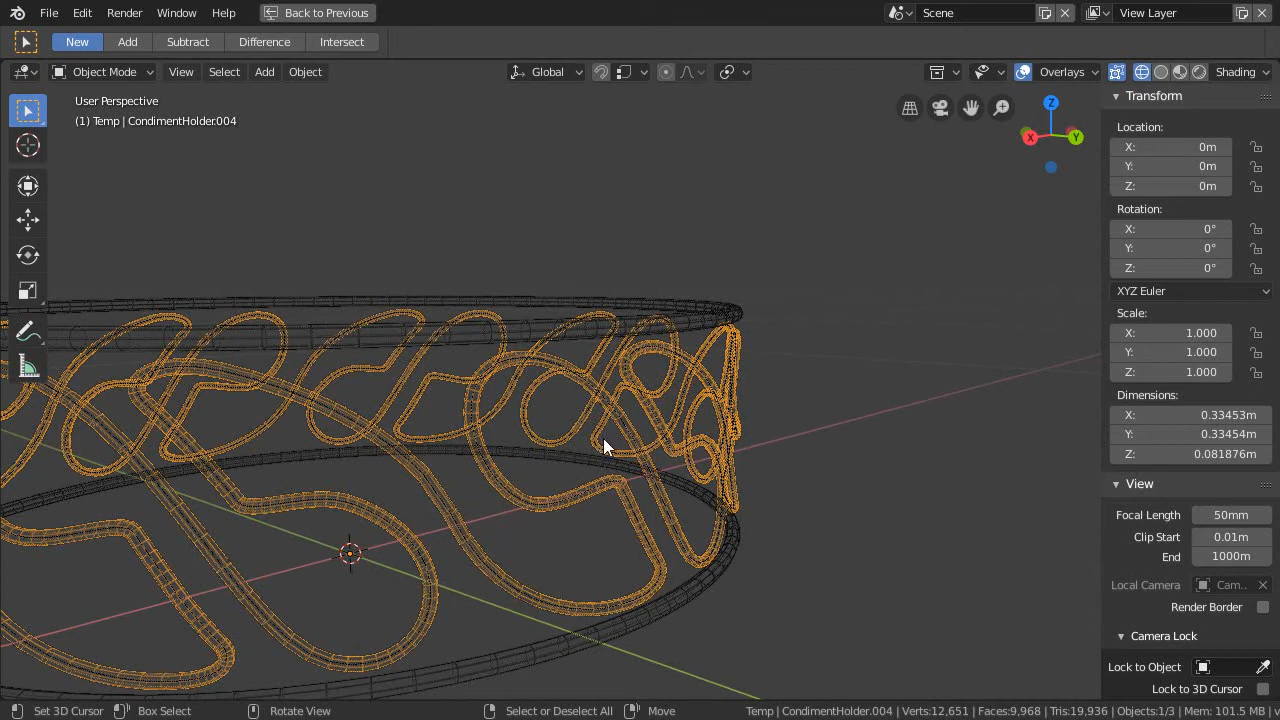 File Edit Render Window Help Back to Previous Scene View Layer
New Add Subtract Difference Intersect
Object Mode View Select Add Object Global Overlays Shading
User Perspective
(1) Temp | CondimentHolder.004
Z
X
Y
Transform
Location:
X: 0m
Y: 0m
Z: 0m
Rotation:
X: 0°
Y: 0°
Z: 0°
XYZ Euler
Scale:
X: 1.000
Y: 1.000
Z: 1.000
Dimensions:
X: 0.33453m
Y: 0.33454m
Z: 0.081876m
View
Focal Length 50mm
Clip Start 0.01m
End 1000m
Local Camera Cam..
Render Border
Camera Lock
Lock to Object
Lock to 3D Cursor
Set 3D Cursor Box Select Rotate View Select or Deselect All Move Temp | CondimentHolder.004 | Verts:12,651 | Faces:9,968 | Tris:19,936 | Objects:1/3 | Mem: 101.5 MB | v